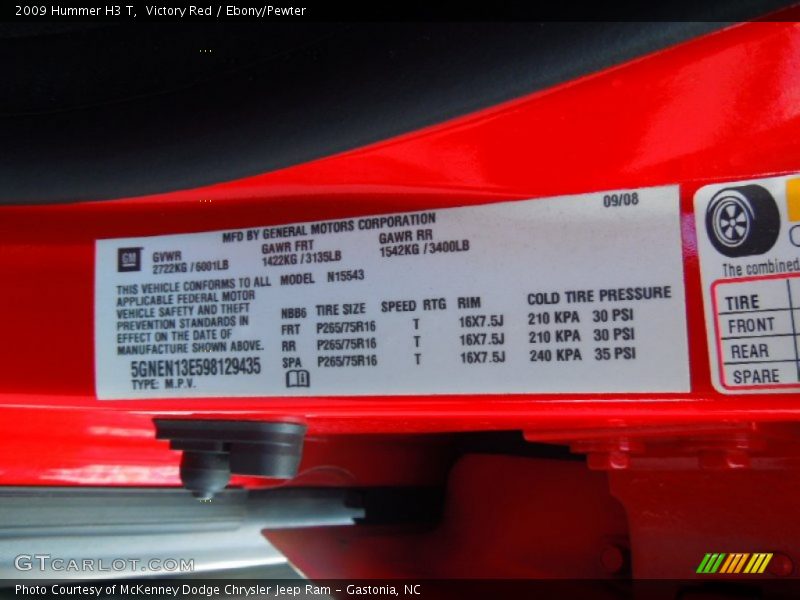 2009 Hummer H3 T, Victory Red / Ebony/Pewter
09/08
MFD BY GENERAL MOTORS CORPORATION
GM
GVWR GAWR FRT GAWR RR
2722KG / 6001LB 1422KG / 3135LB 1542KG / 3400LB
THIS VEHICLE CONFORMS TO ALL MODEL N15543
APPLICABLE FEDERAL MOTOR
VEHICLE SAFETY AND THEFT
PREVENTION STANDARDS IN
EFFECT ON THE DATE OF
MANUFACTURE SHOWN ABOVE.
5GNEN13E598129435
TYPE: M.P.V.
NBB6 TIRE SIZE SPEED RTG RIM COLD TIRE PRESSURE
FRT P265/75R16 T 16X7.5J 210 KPA 30 PSI
RR P265/75R16 T 16X7.5J 210 KPA 30 PSI
SPA P265/75R16 T 16X7.5J 240 KPA 35 PSI
The combined
TIRE
FRONT
REAR
SPARE
GTCARLOT.COM
Photo Courtesy of McKenney Dodge Chrysler Jeep Ram - Gastonia, NC